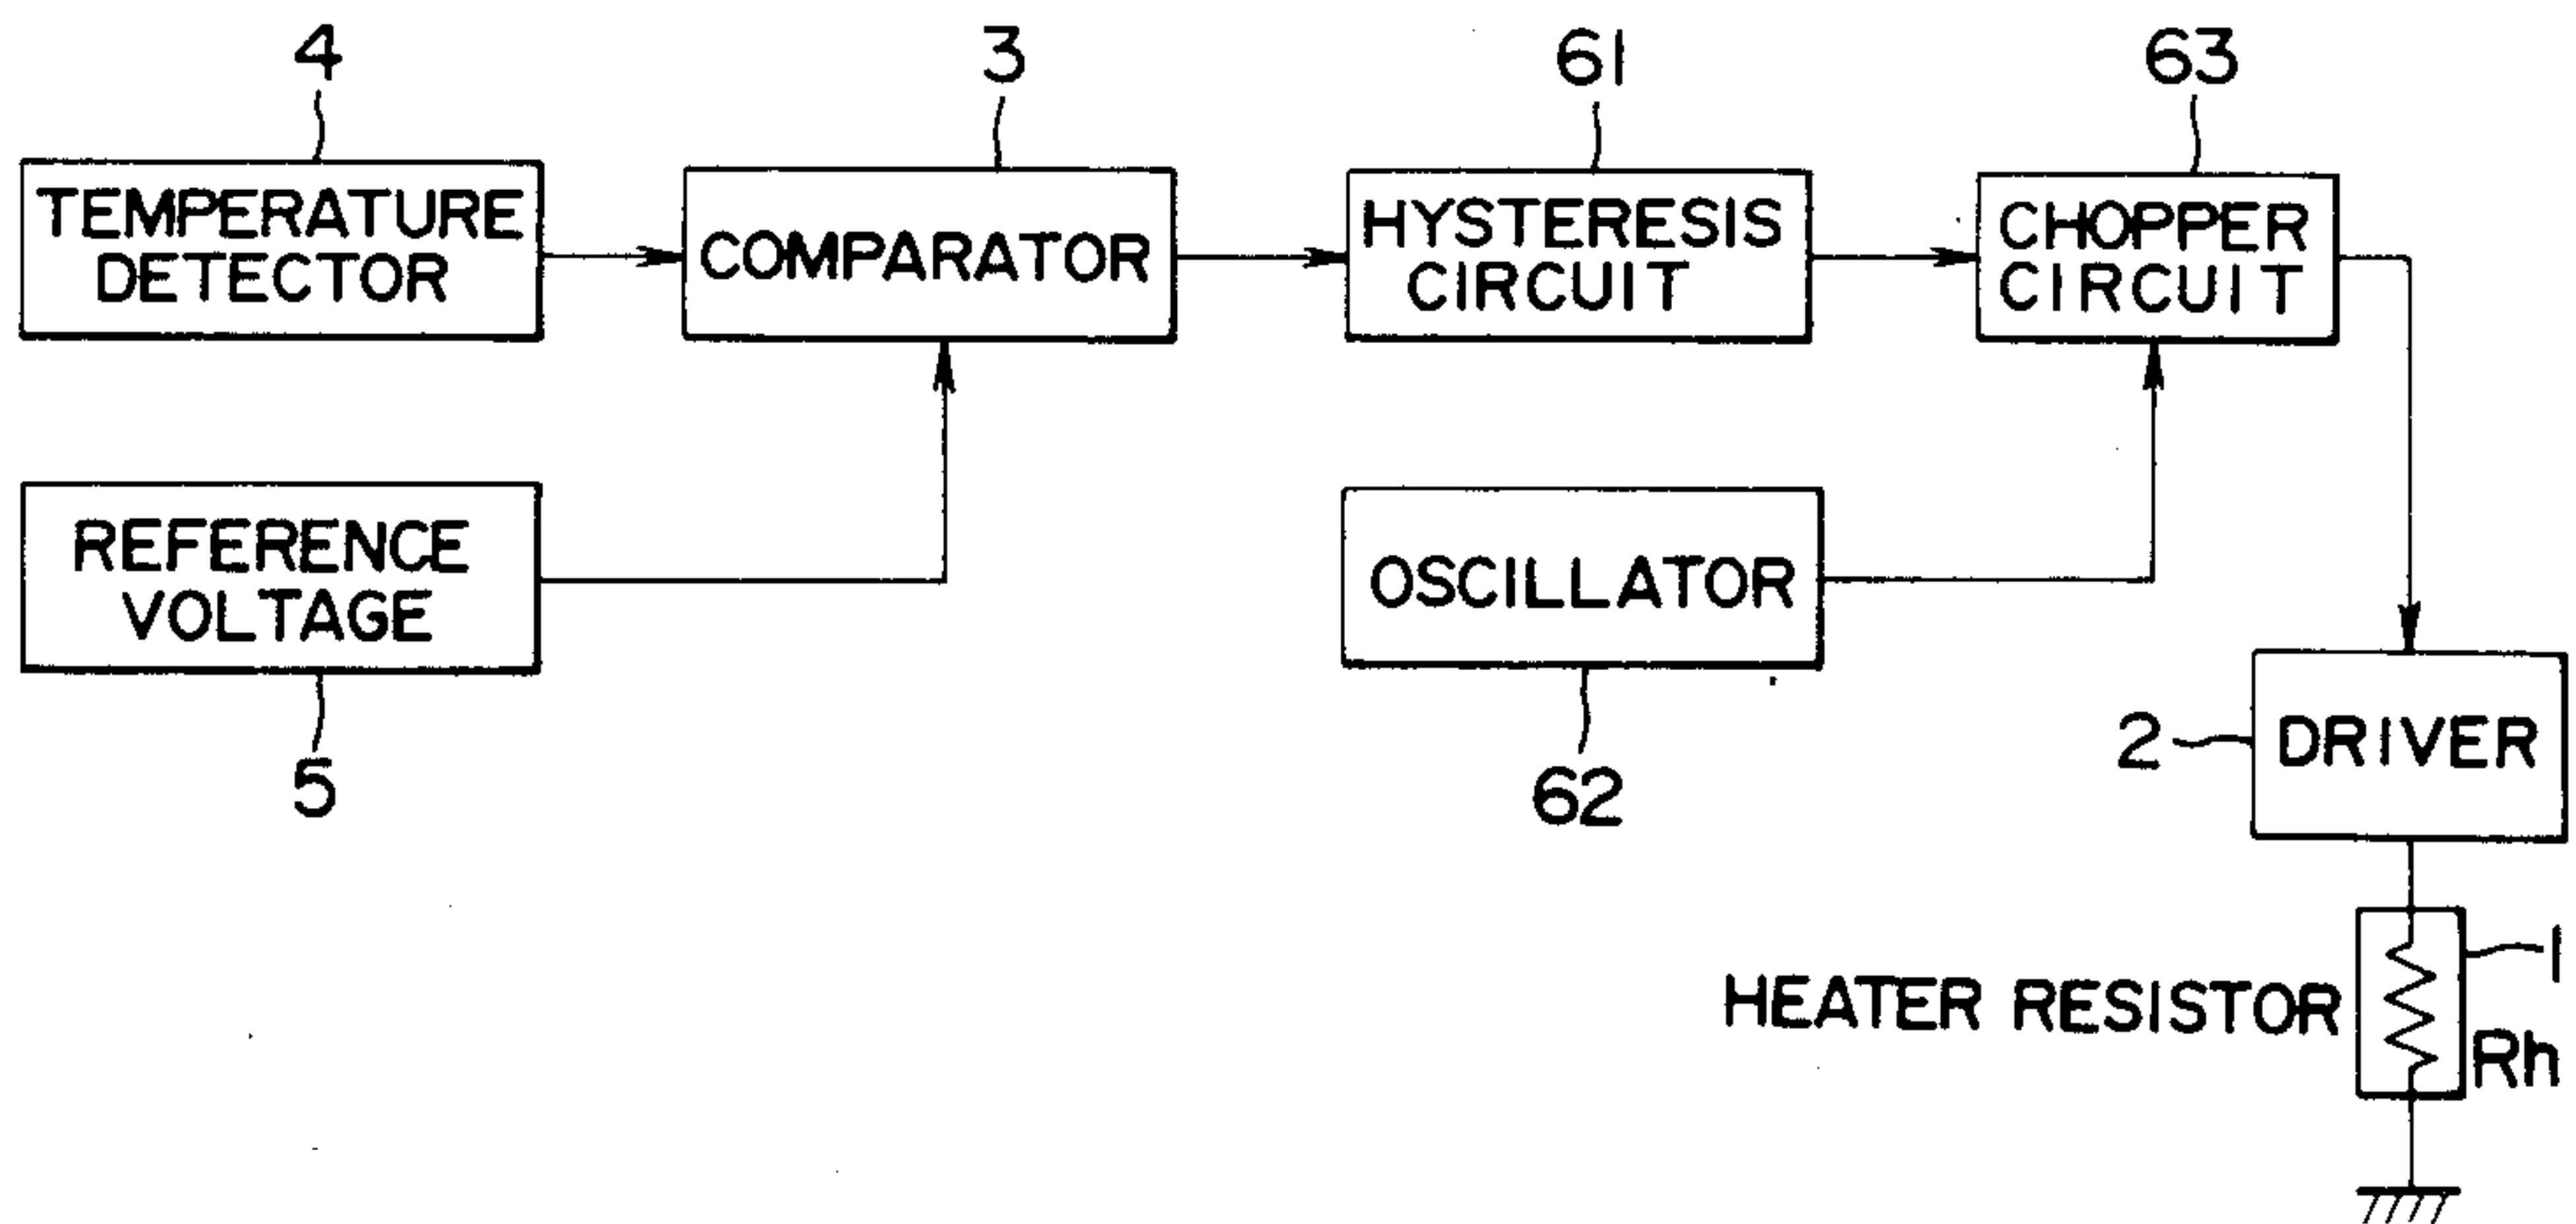 4
3
61
63
TEMPERATURE
DETECTOR
COMPARATOR
HYSTERESIS
CIRCUIT
CHOPPER
CIRCUIT
REFERENCE
VOLTAGE
OSCILLATOR
5
62
2
DRIVER
1
HEATER RESISTOR
Rh